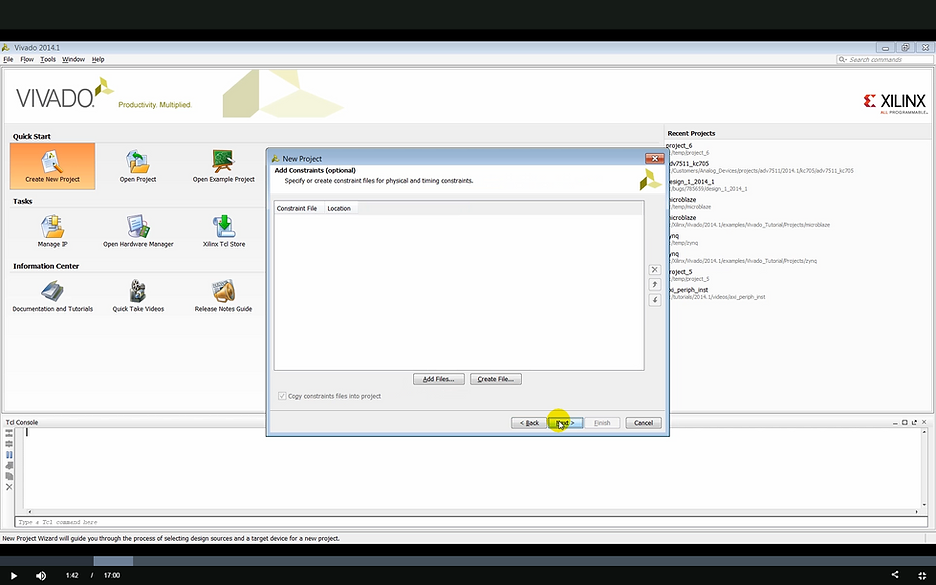 Vivado 2014.1
File Flow Tools Window Help
Search commands
VIVADO. Productivity. Multiplied.
XILINX
ALL PROGRAMMABLE.
Quick Start
Create New Project
Open Project
Open Example Project
Tasks
Manage IP
Open Hardware Manager
Xilinx Tcl Store
Information Center
Documentation and Tutorials
Quick Take Videos
Release Notes Guide
New Project
Add Constraints (optional)
Specify or create constraint files for physical and timing constraints.
Constraint File Location
Add Files... Create File...
Copy constraints files into project
< Back Next > Finish Cancel
Recent Projects
project_6
/temp/project_6
adv7511_kc705
/Customers/Analog_Devices/projects/adv7511/2014.1/kc705/adv7511_kc705
design_1_2014_1
/bugs/785659/design_1_2014_1
microblaze
/temp/microblaze
microblaze
/Xilinx/Vivado/2014.1/examples/Vivado_Tutorial/Projects/microblaze
zynq
/temp/zynq
zynq
/Xilinx/Vivado/2014.1/examples/Vivado_Tutorial/Projects/zynq
project_5
/temp/project_5
axi_periph_inst
/tutorials/2014.1/videos/axi_periph_inst
Tcl Console
Type a Tcl command here
New Project Wizard will guide you through the process of selecting design sources and a target device for a new project.
1:42 / 17:00